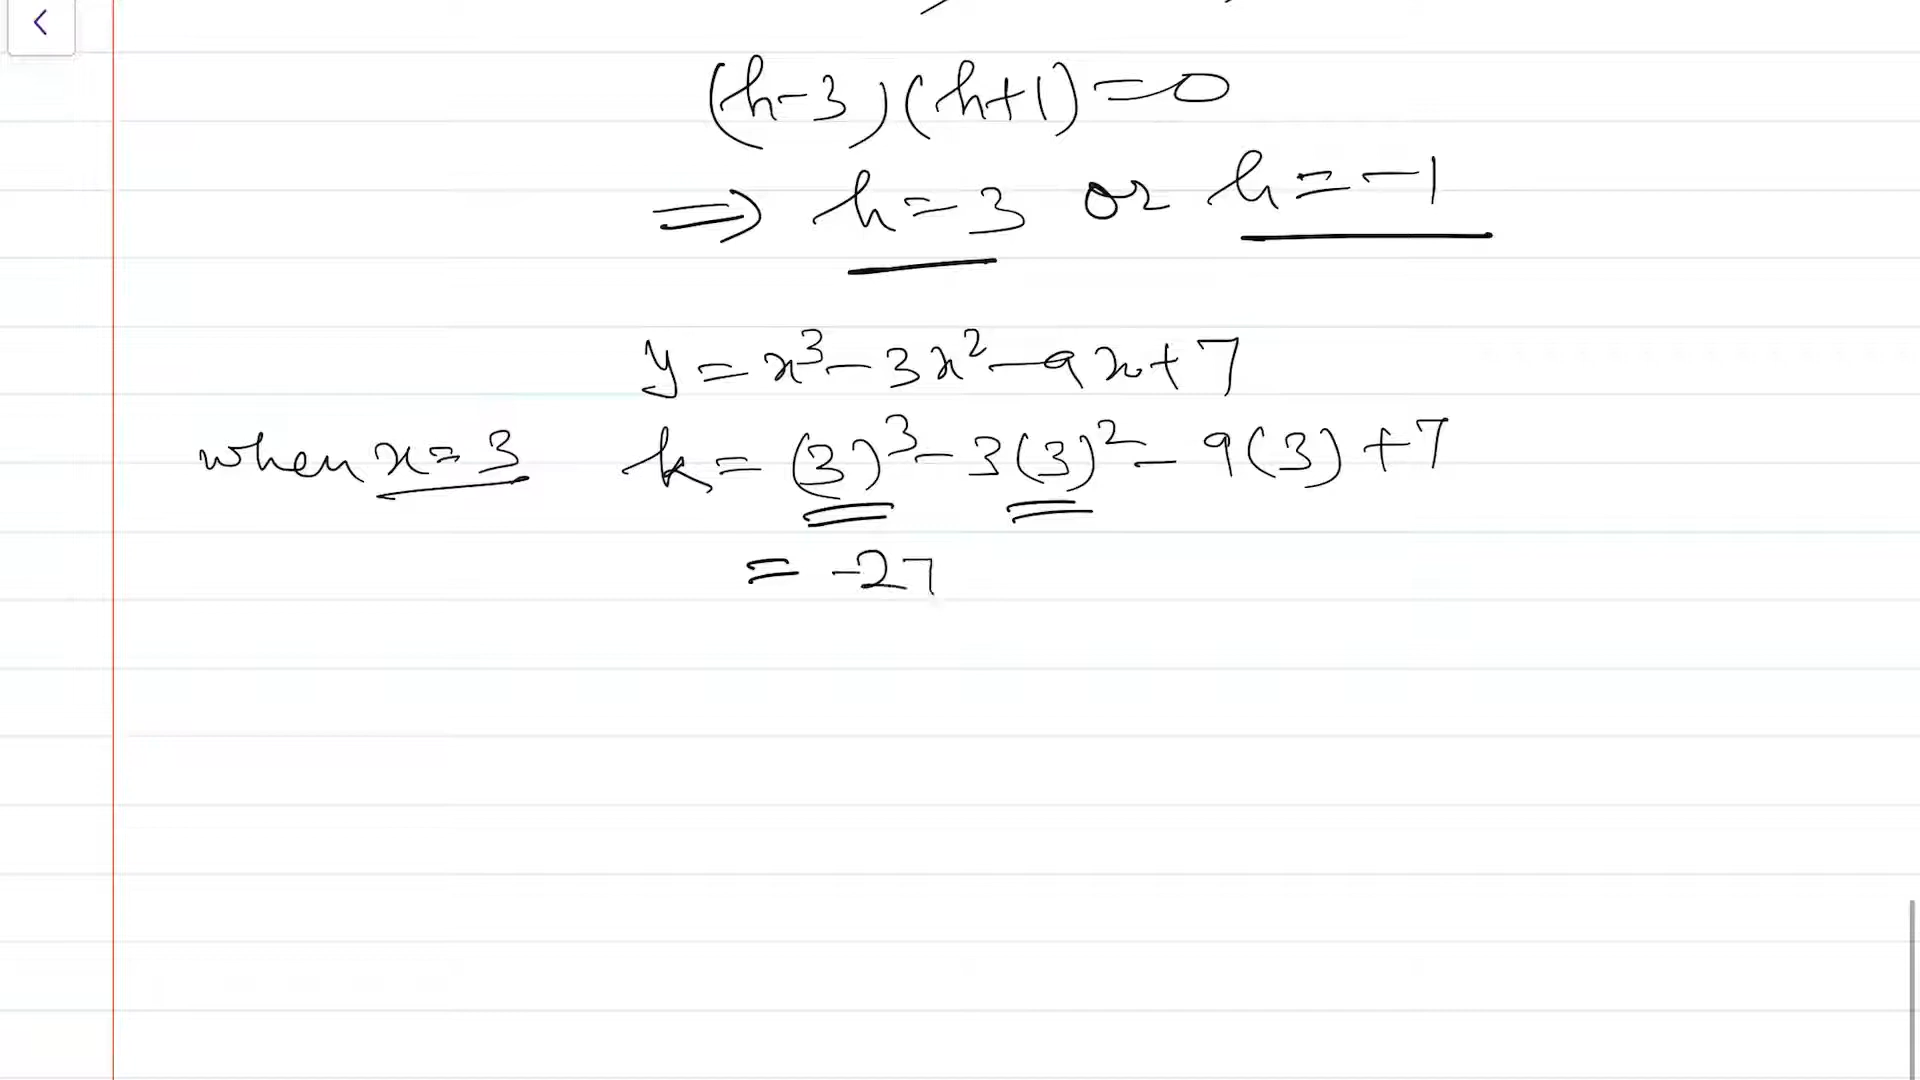 (h-3)(h+1)=0
⇒ h=3 or h=-1
y=x³-3x²-9x+7
when x=3 k=(3)³-3(3)²-9(3)+7
= -27